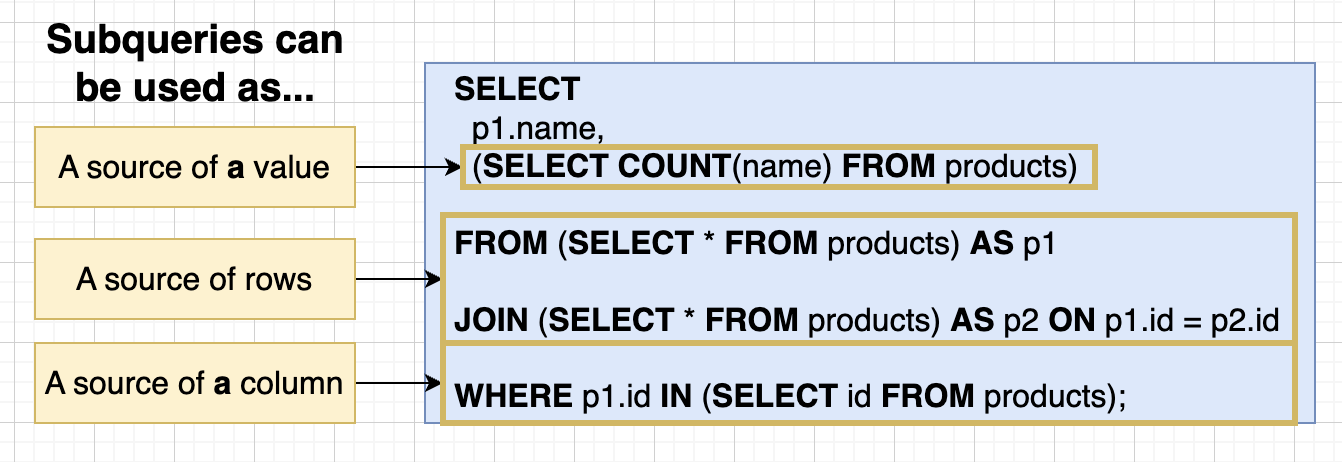 Subqueries can
be used as...
A source of a value
A source of rows
A source of a column
SELECT
p1.name,
(SELECT COUNT(name) FROM products)
FROM (SELECT * FROM products) AS p1
JOIN (SELECT * FROM products) AS p2 ON p1.id = p2.id
WHERE p1.id IN (SELECT id FROM products);